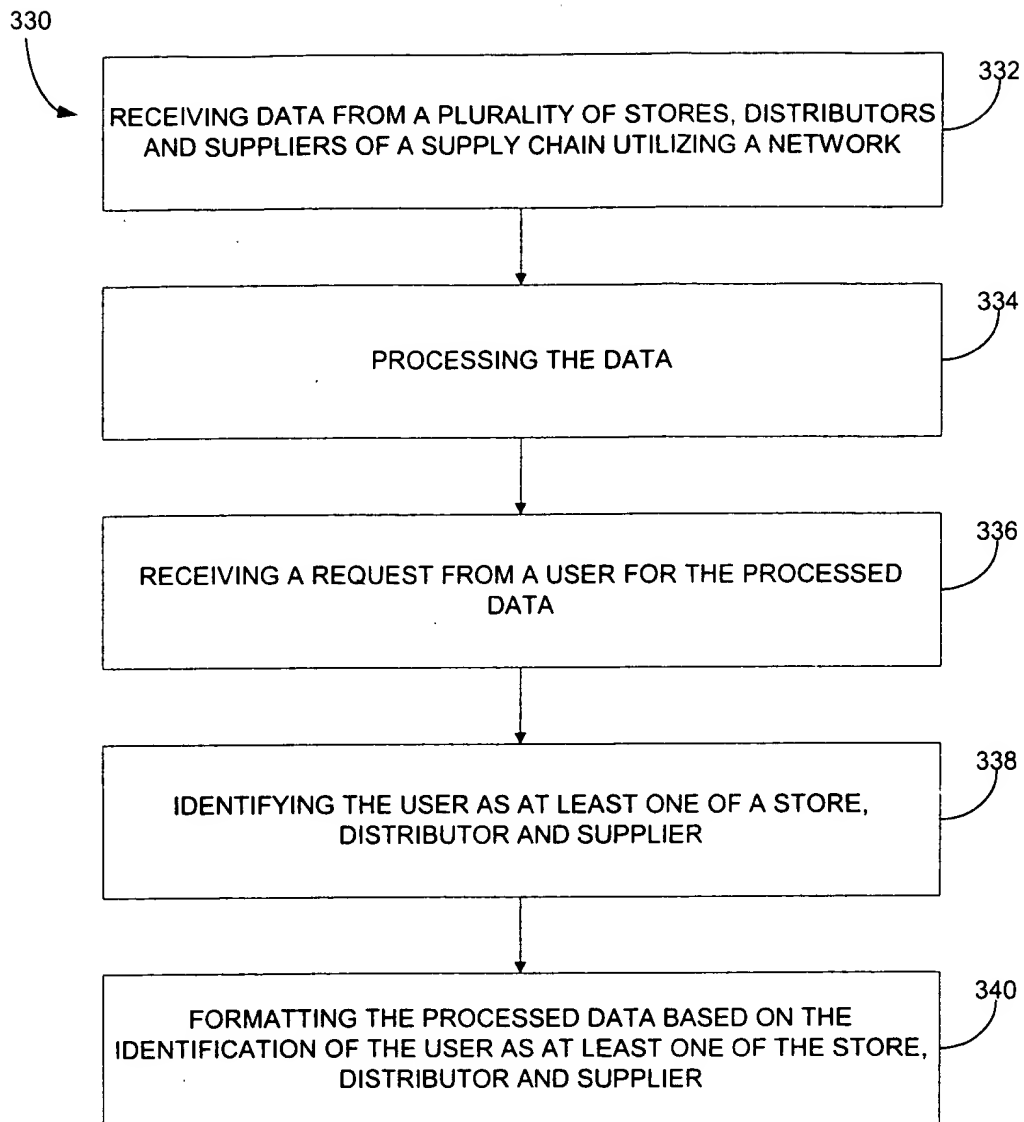 330
332
RECEIVING DATA FROM A PLURALITY OF STORES, DISTRIBUTORS
AND SUPPLIERS OF A SUPPLY CHAIN UTILIZING A NETWORK
334
PROCESSING THE DATA
336
RECEIVING A REQUEST FROM A USER FOR THE PROCESSED
DATA
338
IDENTIFYING THE USER AS AT LEAST ONE OF A STORE,
DISTRIBUTOR AND SUPPLIER
340
FORMATTING THE PROCESSED DATA BASED ON THE
IDENTIFICATION OF THE USER AS AT LEAST ONE OF THE STORE,
DISTRIBUTOR AND SUPPLIER